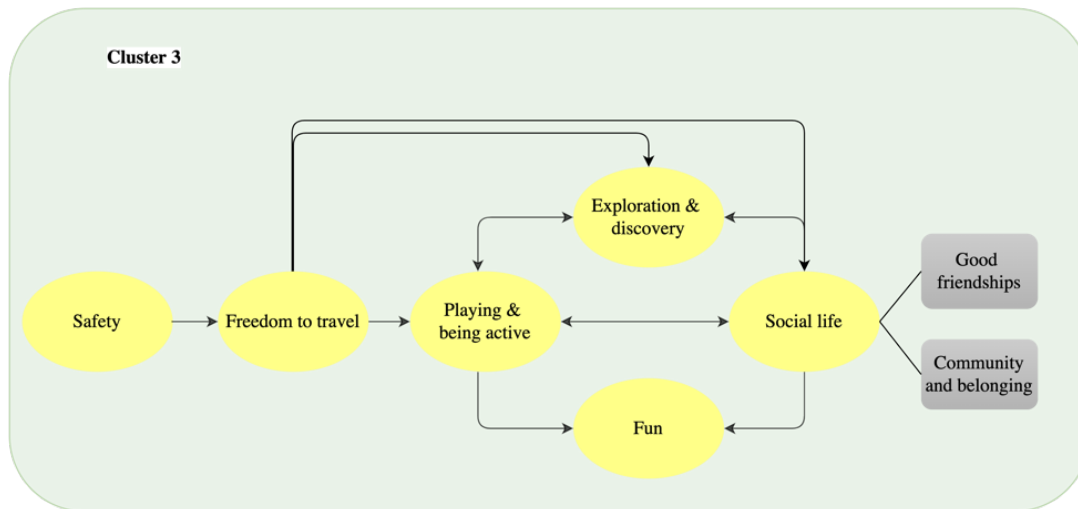 Cluster 3
Exploration &
discovery
Safety
Freedom to travel
Playing &
being active
Social life
Good
friendships
Community
and belonging
Fun